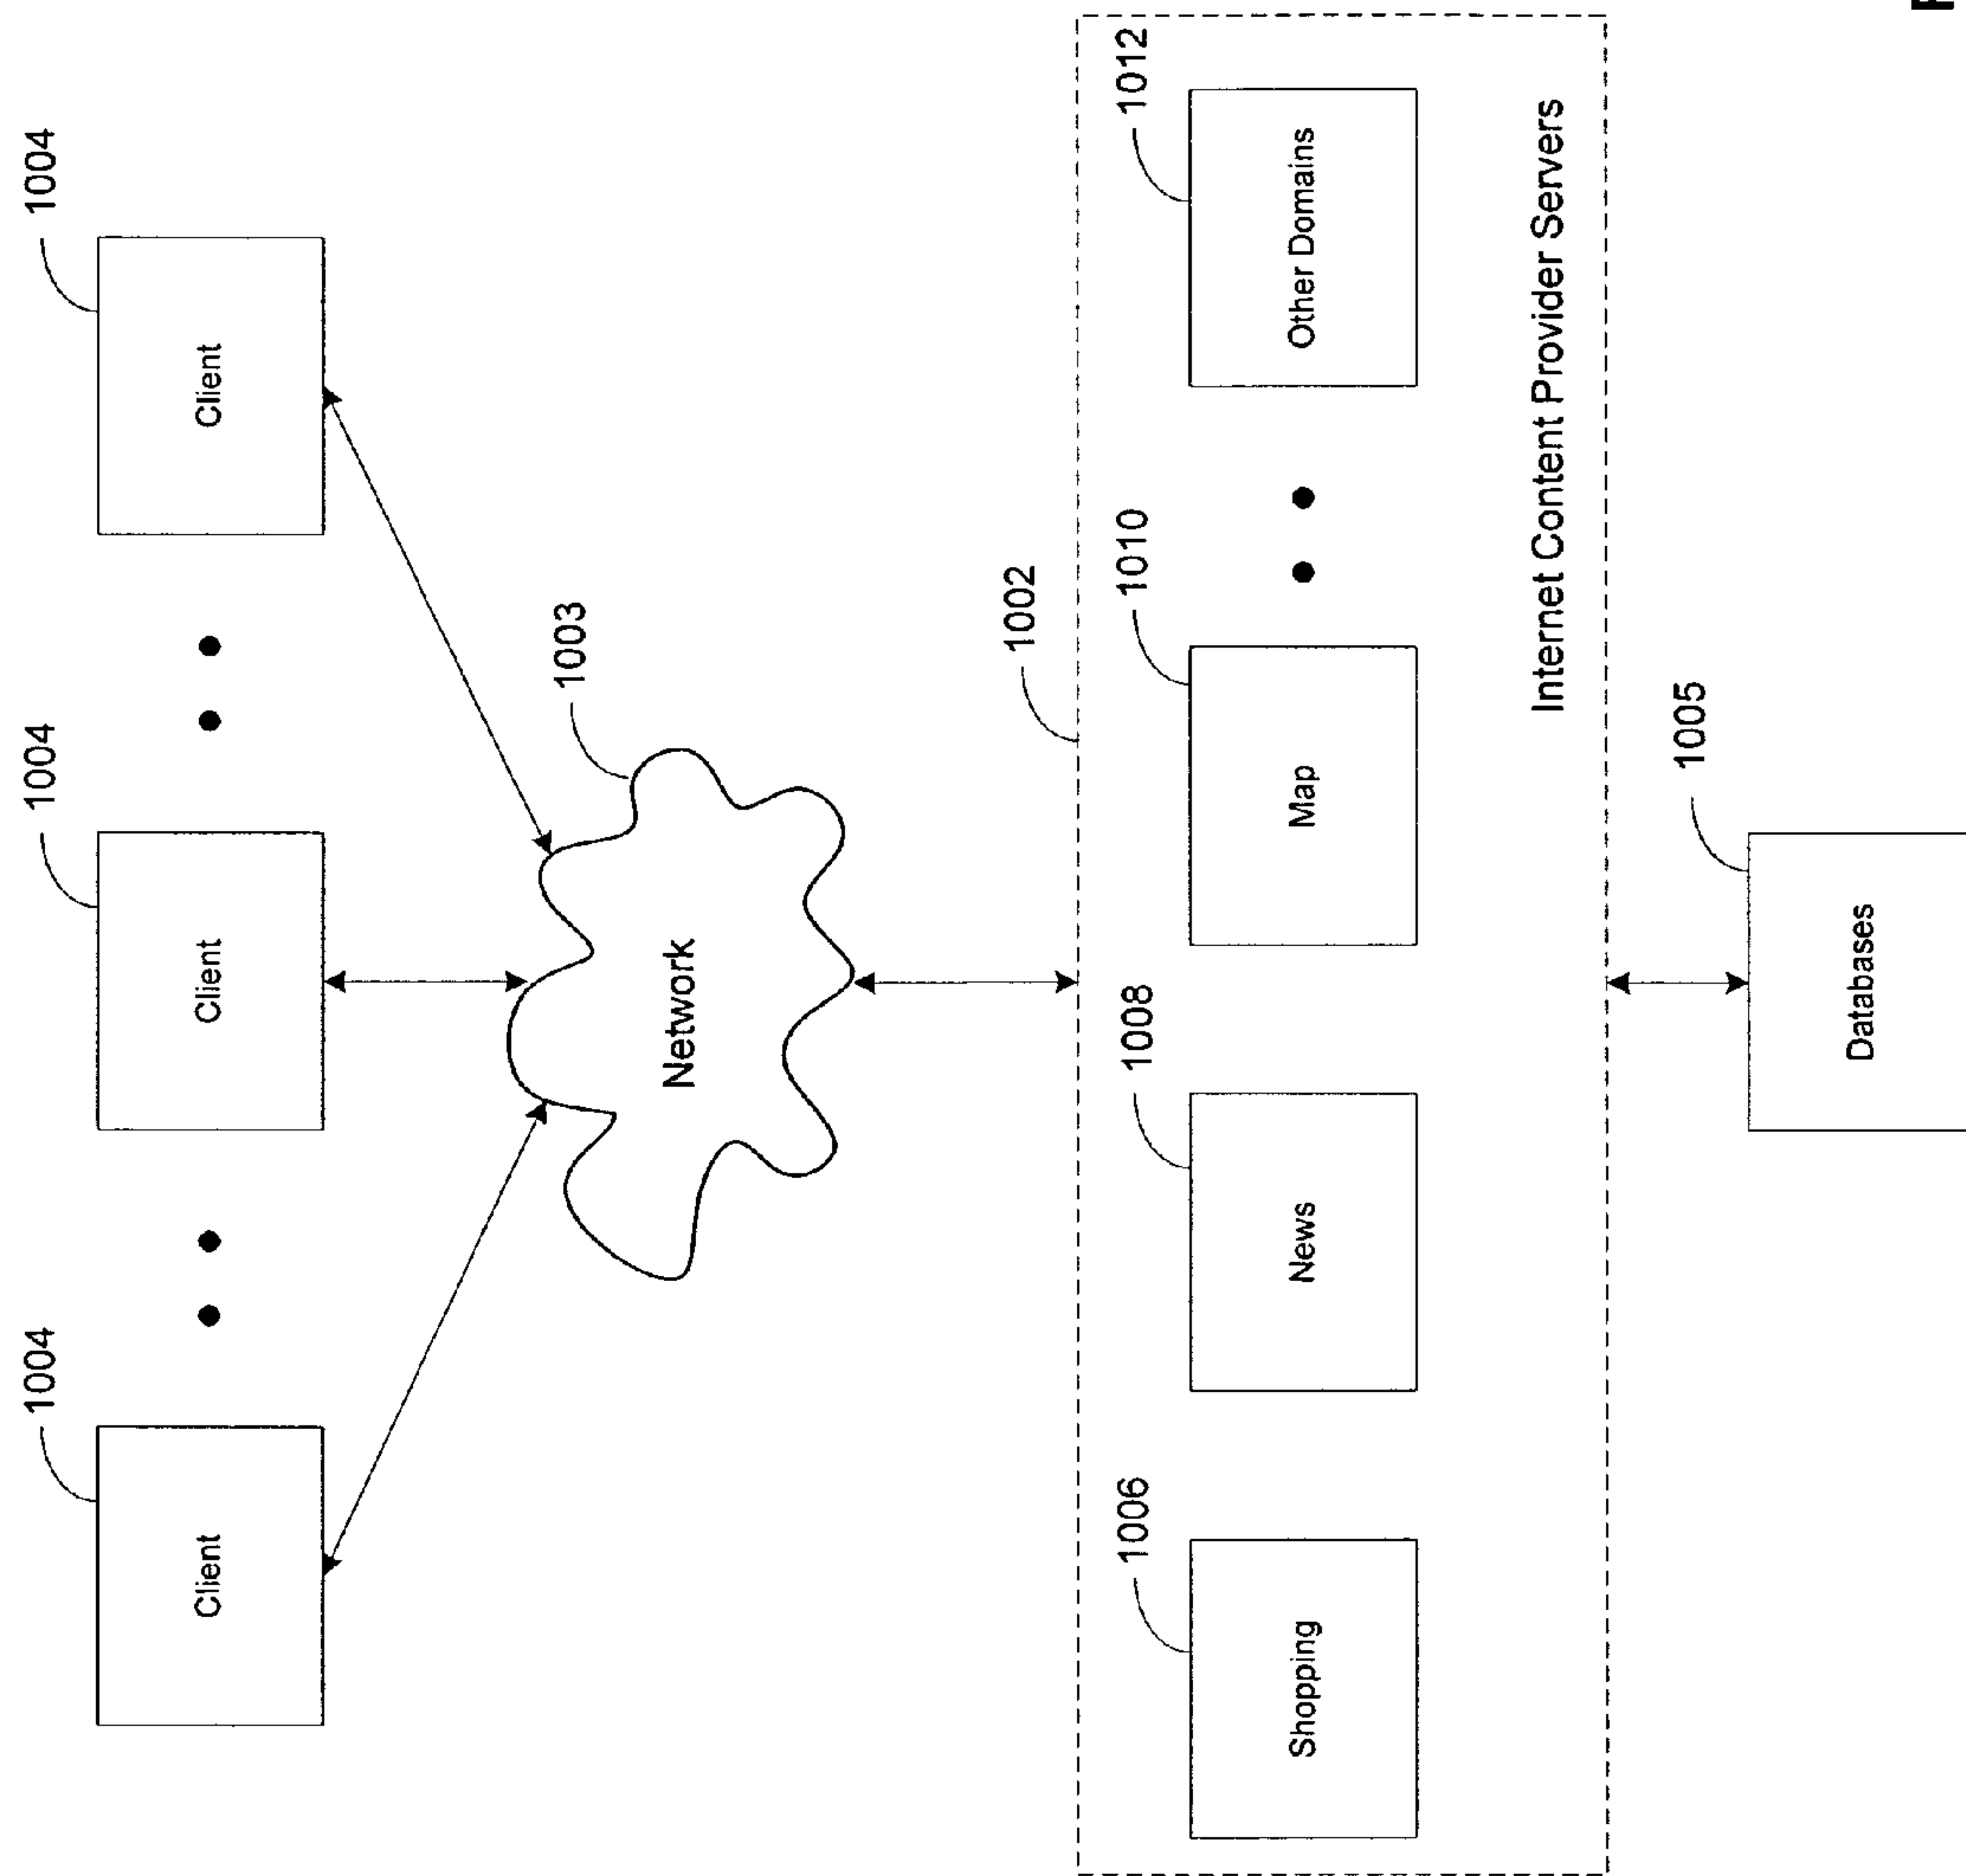 1004
1004
1004
Client
Client
Client
1003
Network
1002
1006
1008
1010
1012
Shopping
News
Map
Other Domains
Internet Content Provider Servers
1005
Databases